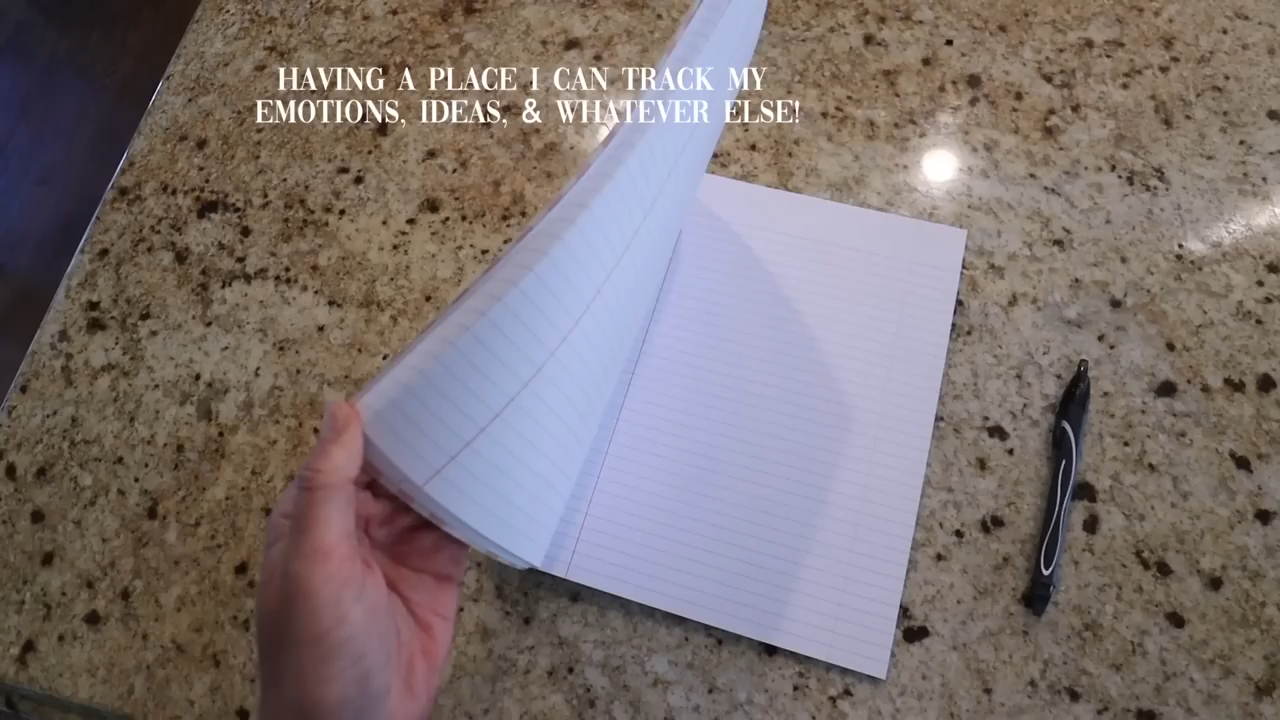 HAVING A PLACE I CAN TRACK MY
EMOTIONS, IDEAS, & WHATEVER ELSE!